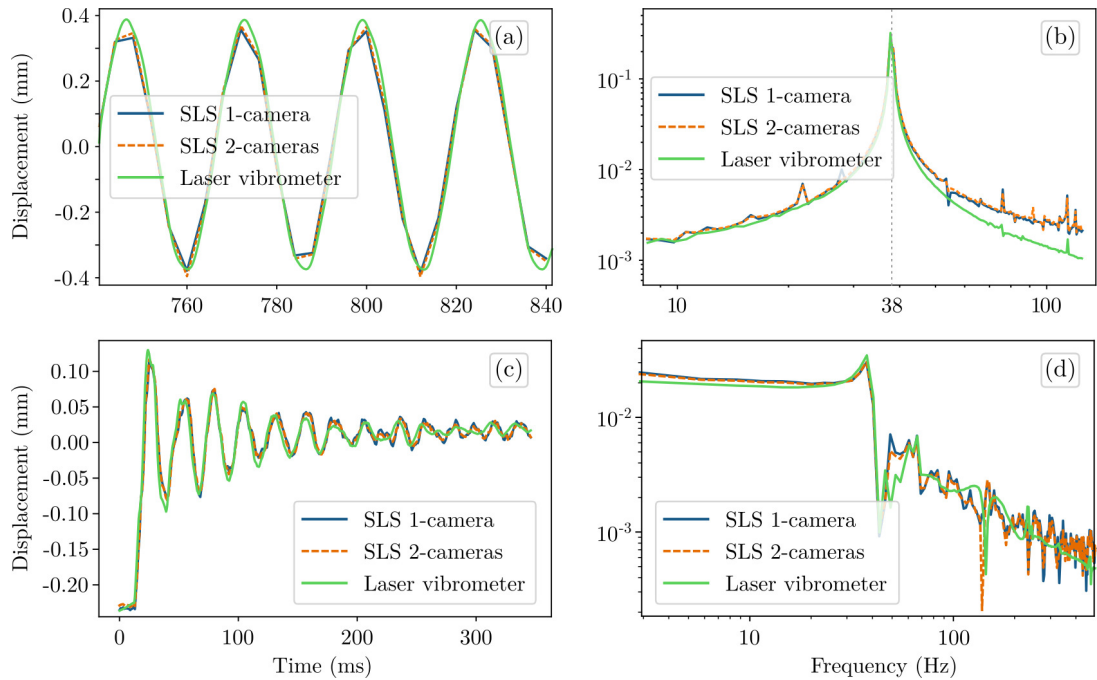 Displacement (mm)
0.4
0.2
0.0
-0.2
-0.4
(a)
SLS 1-camera
SLS 2-cameras
Laser vibrometer
760
780
800
820
840
10⁻¹
10⁻²
10⁻³
(b)
SLS 1-camera
SLS 2-cameras
Laser vibrometer
10
38
100
Displacement (mm)
0.10
0.05
0.00
-0.05
-0.10
-0.15
-0.20
(c)
SLS 1-camera
SLS 2-cameras
Laser vibrometer
0
100
200
300
Time (ms)
10⁻²
10⁻³
(d)
SLS 1-camera
SLS 2-cameras
Laser vibrometer
10
100
Frequency (Hz)